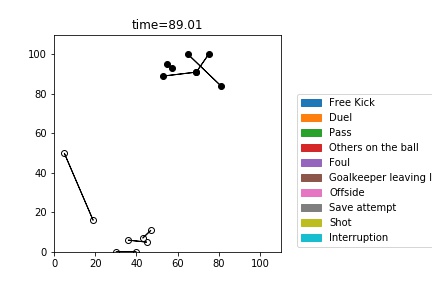 time=89.01
100
80
60
40
20
0
0 20 40 60 80 100
Free Kick
Duel
Pass
Others on the ball
Foul
Goalkeeper leaving l
Offside
Save attempt
Shot
Interruption